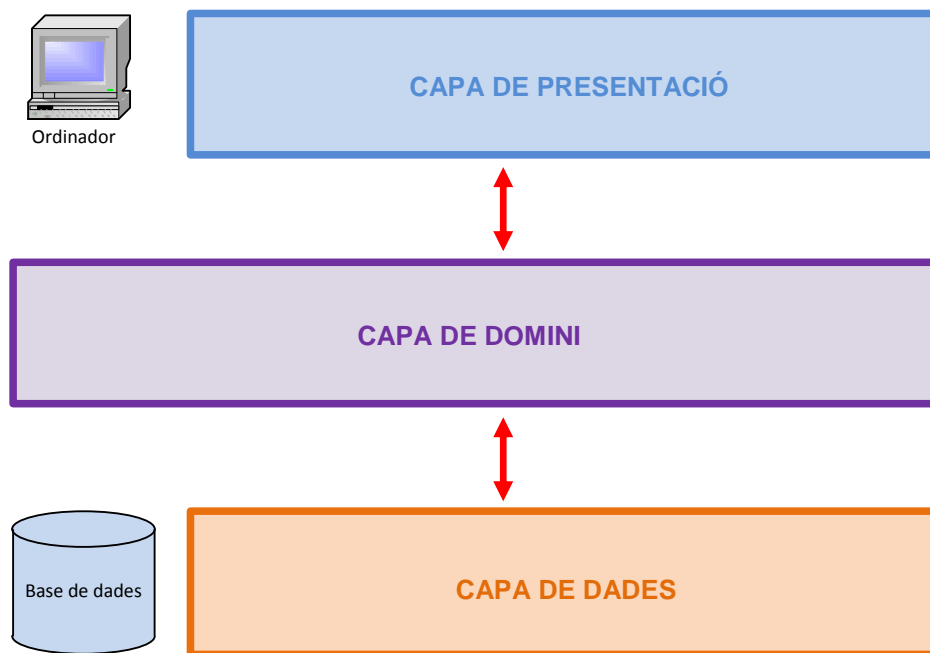 CAPA DE PRESENTACIÓ
Ordinador
CAPA DE DOMINI
Base de dades
CAPA DE DADES